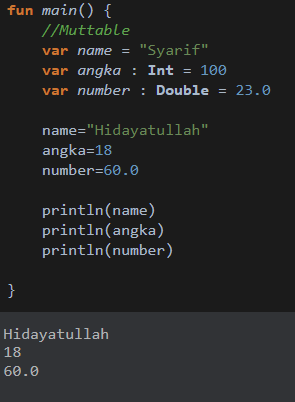 fun main() {
//Muttable
var name = "Syarif"
var angka : Int = 100
var number : Double = 23.0
name="Hidayatullah"
angka=18
number=60.0
println(name)
println(angka)
println(number)
}
Hidayatullah
18
60.0